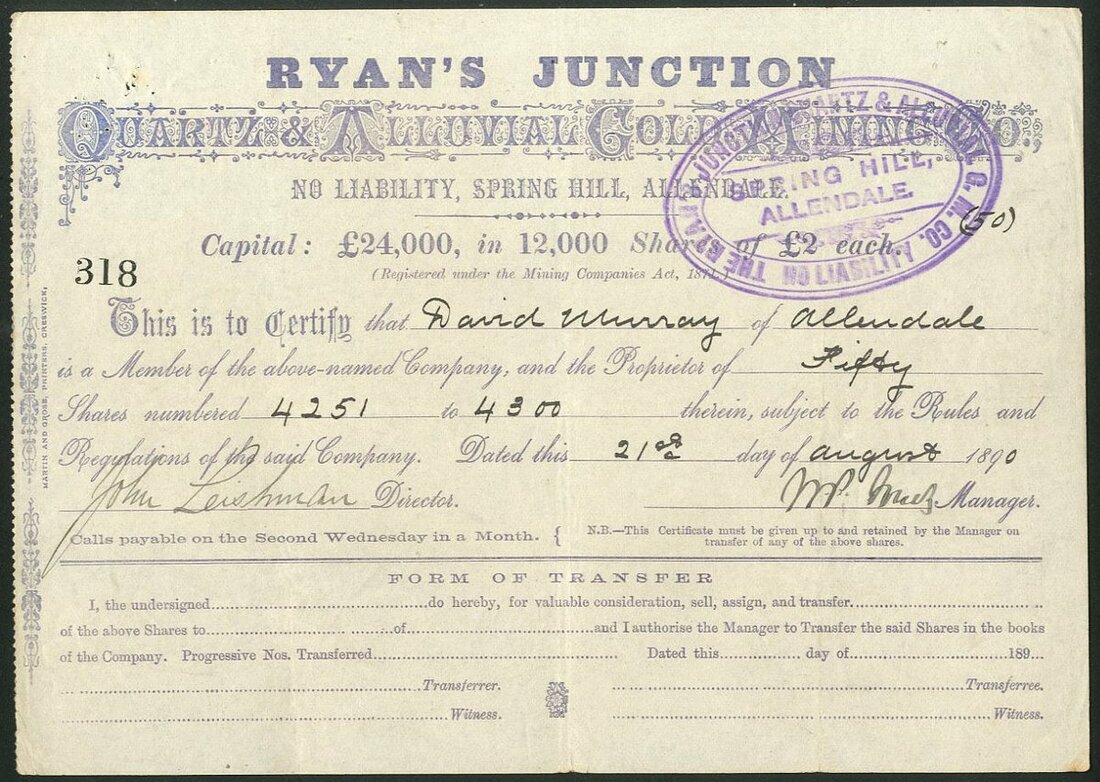 RYAN'S JUNCTION
QUARTZ & ALLUVIAL GOLD MINING CO.
NO LIABILITY, SPRING HILL, ALLENDALE.
Capital: £24,000, in 12,000 Shares of £2 each.
(50)
(Registered under the Mining Companies Act, 1871.)
318
THE RYAN'S JUNCTION QUARTZ & ALLUVIAL G. M. CO. NO LIABILITY
SPRING HILL,
ALLENDALE.
This is to Certify that David Murray of Allendale
is a Member of the above-named Company, and the Proprietor of Fifty
Shares numbered 4251 to 4300 therein, subject to the Rules and
Regulations of the said Company. Dated this 21st day of august 1890
John Leishman Director. Manager.
Calls payable on the Second Wednesday in a Month. { N.B.—This Certificate must be given up to and retained by the Manager on
transfer of any of the above shares.
FORM OF TRANSFER
I, the undersigned do hereby, for valuable consideration, sell, assign, and transfer
of the above Shares to of and I authorise the Manager to Transfer the said Shares in the books
of the Company. Progressive Nos. Transferred Dated this day of 189
Transferrer. Transferree.
Witness. Witness.
MARTIN AND GROSE, PRINTERS, CRESWICK.